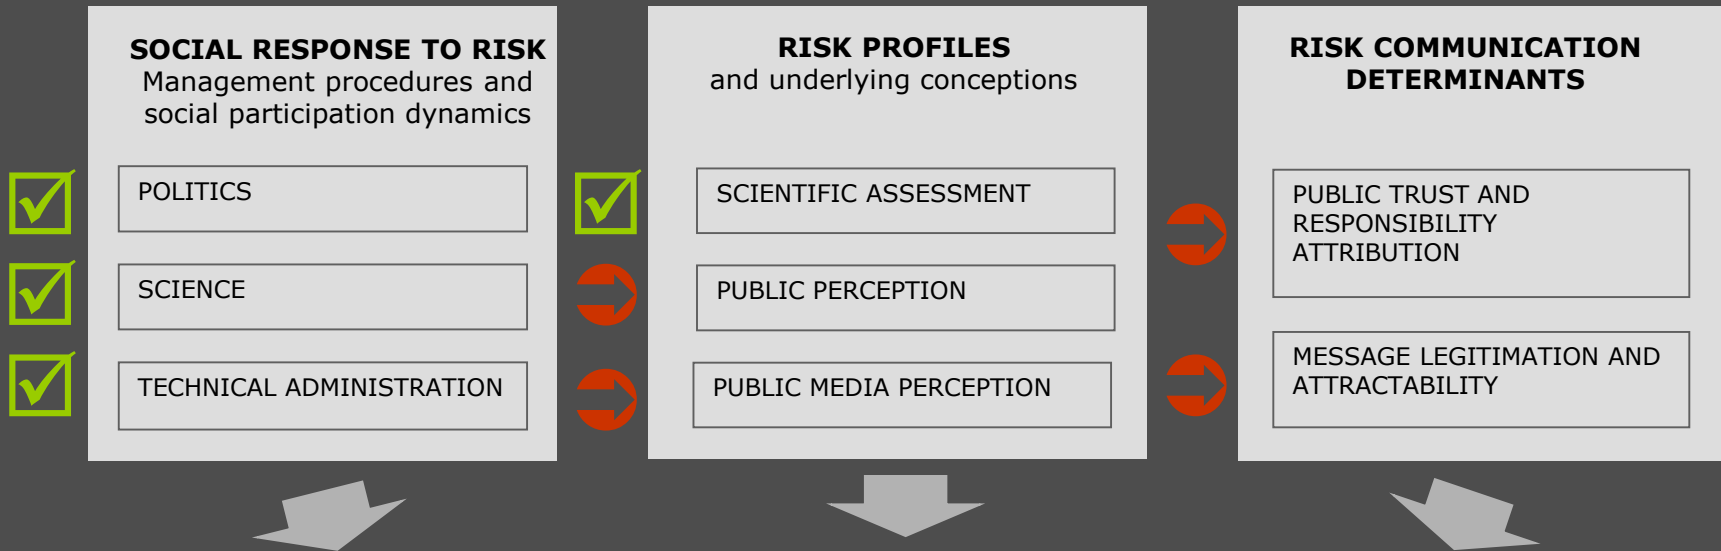 SOCIAL RESPONSE TO RISK
Management procedures and
social participation dynamics
POLITICS
SCIENCE
TECHNICAL ADMINISTRATION
RISK PROFILES
and underlying conceptions
SCIENTIFIC ASSESSMENT
PUBLIC PERCEPTION
PUBLIC MEDIA PERCEPTION
RISK COMMUNICATION
DETERMINANTS
PUBLIC TRUST AND
RESPONSIBILITY
ATTRIBUTION
MESSAGE LEGITIMATION AND
ATTRACTABILITY